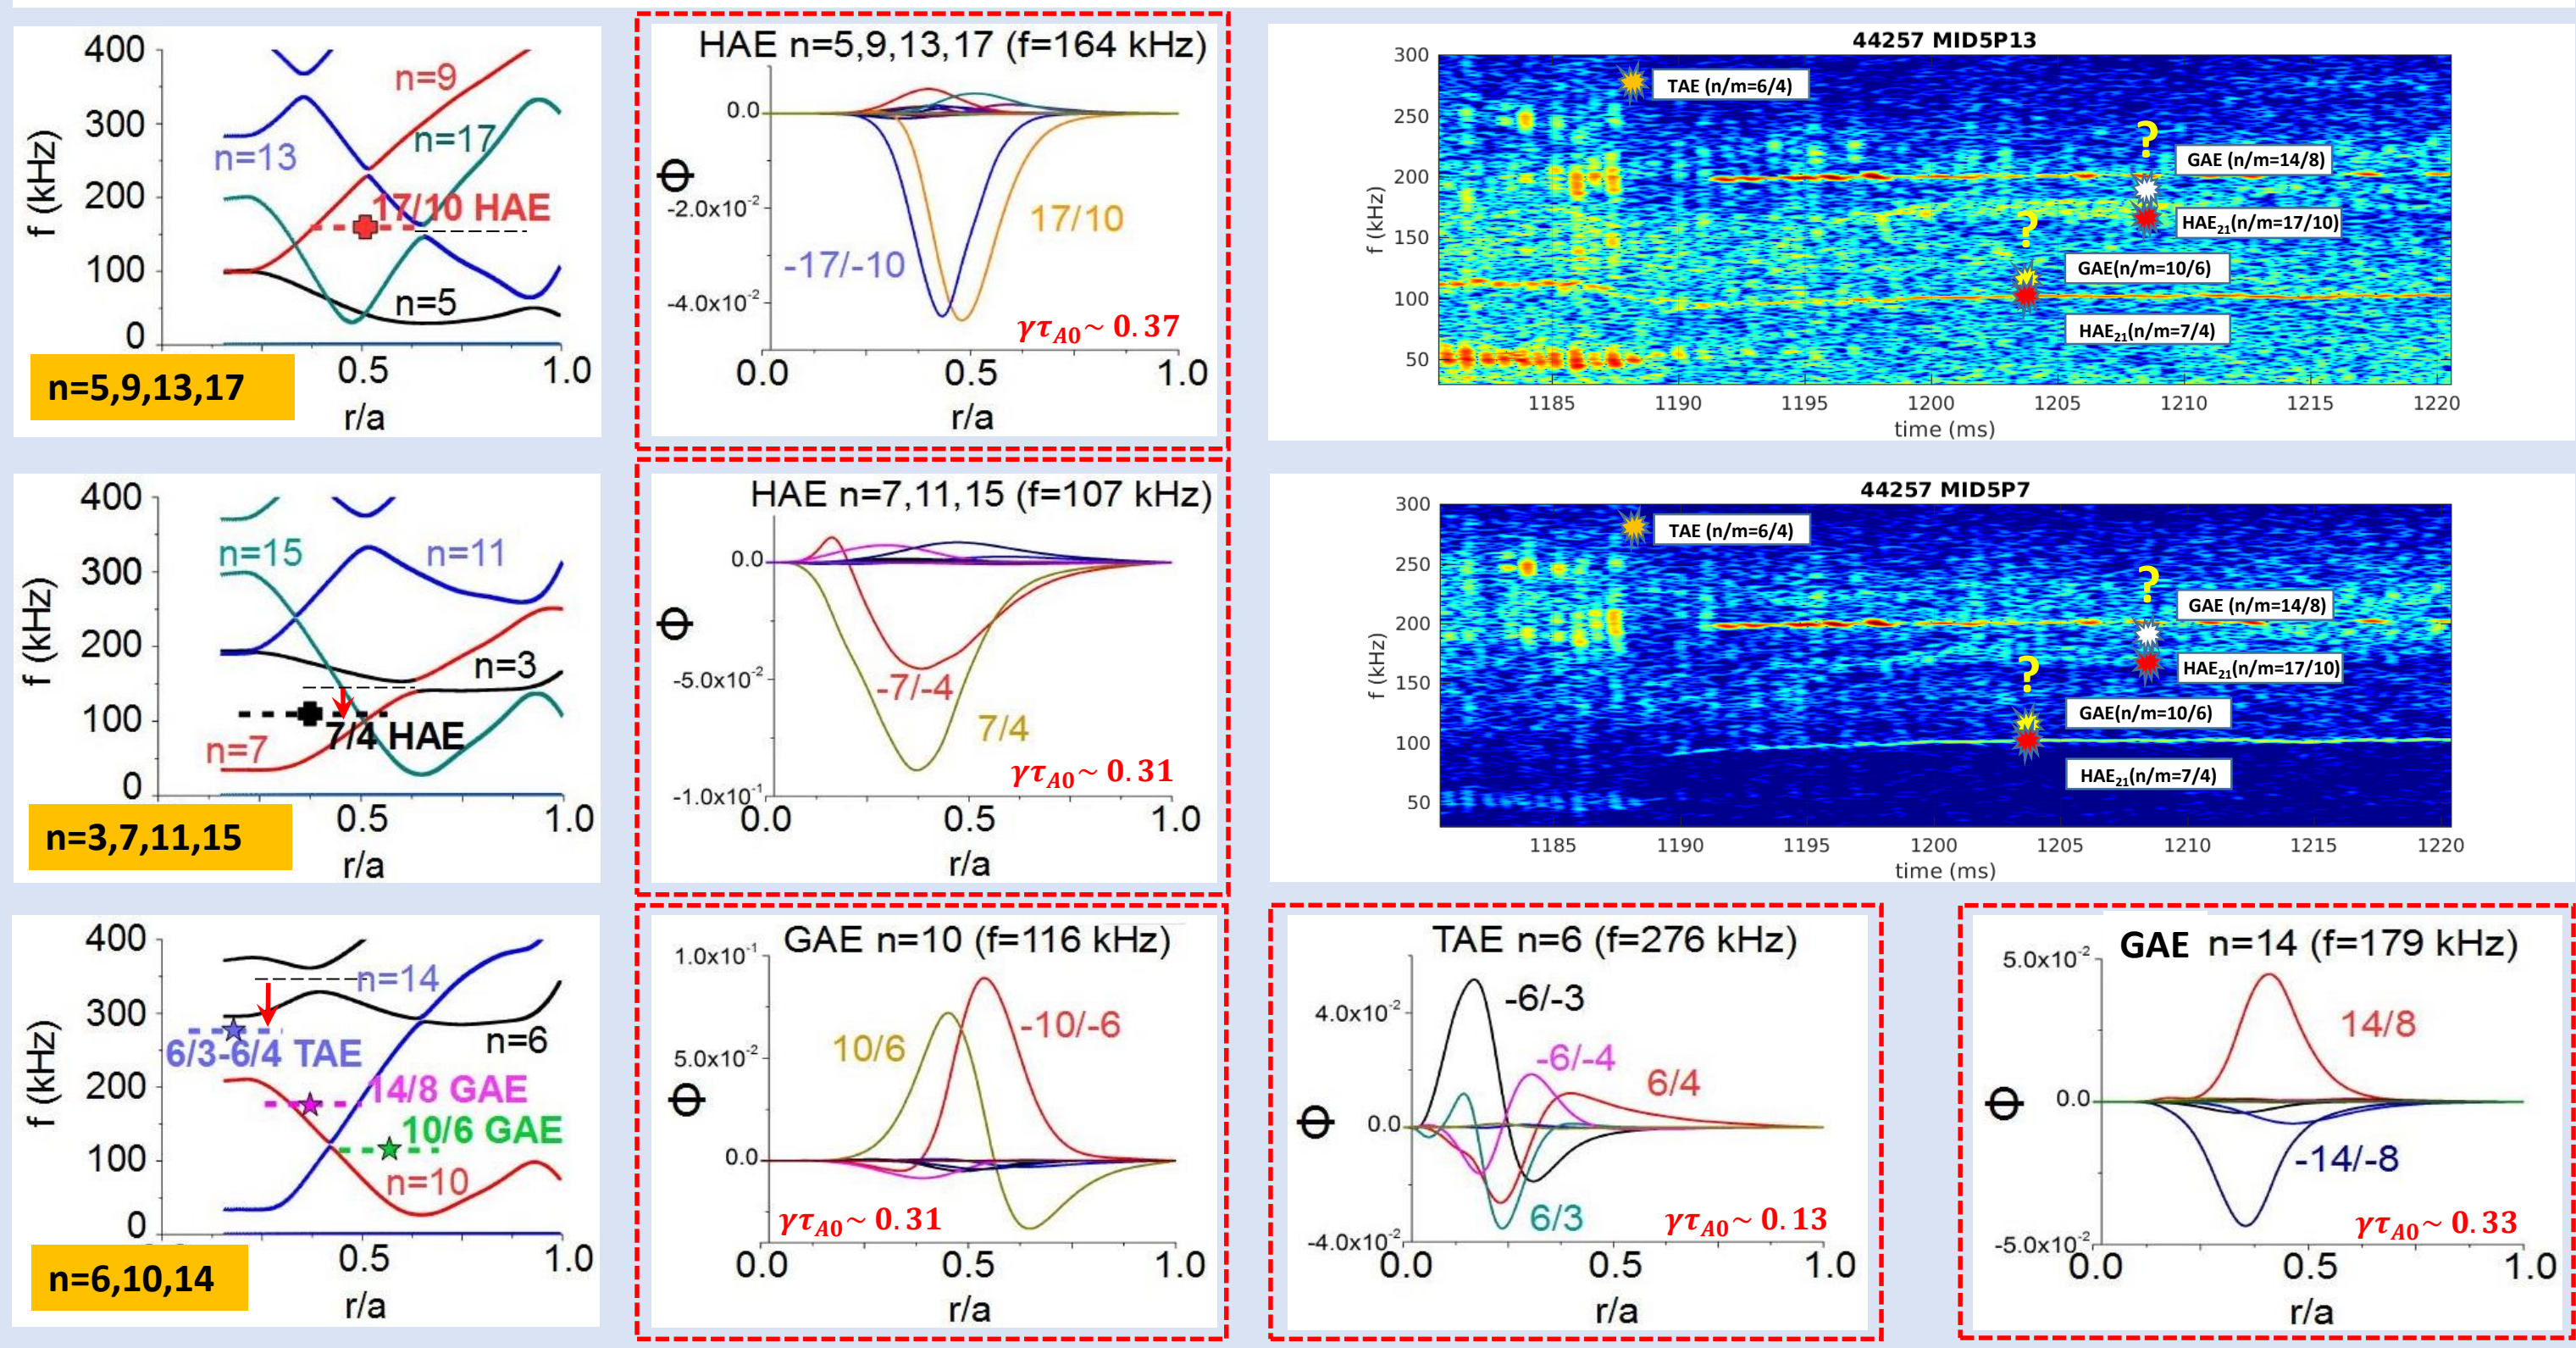 400
300
200
100
0
f (kHz)
n=9
n=17
n=13
17/10 HAE
n=5
0.5
1.0
r/a
n=5,9,13,17
HAE n=5,9,13,17 (f=164 kHz)
0.0
-2.0x10⁻²
-4.0x10⁻²
Φ
-17/-10
17/10
γτ_A0 ~ 0.37
0.0
0.5
1.0
r/a
44257 MID5P13
300
250
200
150
100
50
f (kHz)
TAE (n/m=6/4)
?
GAE (n/m=14/8)
HAE₂₁(n/m=17/10)
?
GAE(n/m=10/6)
HAE₂₁(n/m=7/4)
1185
1190
1195
1200
1205
1210
1215
1220
time (ms)
400
300
200
100
0
f (kHz)
n=15
n=11
n=3
7/4 HAE
n=7
0.5
1.0
r/a
n=3,7,11,15
HAE n=7,11,15 (f=107 kHz)
0.0
-5.0x10⁻²
-1.0x10⁻¹
Φ
-7/-4
7/4
γτ_A0 ~ 0.31
0.0
0.5
1.0
r/a
44257 MID5P7
300
250
200
150
100
50
f (kHz)
TAE (n/m=6/4)
?
GAE (n/m=14/8)
HAE₂₁(n/m=17/10)
?
GAE(n/m=10/6)
HAE₂₁(n/m=7/4)
1185
1190
1195
1200
1205
1210
1215
1220
time (ms)
400
300
200
100
0
f (kHz)
n=14
n=6
6/3-6/4 TAE
14/8 GAE
10/6 GAE
n=10
0.5
1.0
r/a
n=6,10,14
GAE n=10 (f=116 kHz)
1.0x10⁻¹
5.0x10⁻²
0.0
Φ
10/6
-10/-6
γτ_A0 ~ 0.31
0.0
0.5
1.0
r/a
TAE n=6 (f=276 kHz)
4.0x10⁻²
0.0
-4.0x10⁻²
Φ
-6/-3
-6/-4
6/4
6/3
γτ_A0 ~ 0.13
0.0
0.5
1.0
r/a
GAE n=14 (f=179 kHz)
5.0x10⁻²
0.0
-5.0x10⁻²
Φ
14/8
-14/-8
γτ_A0 ~ 0.33
0.0
0.5
1.0
r/a